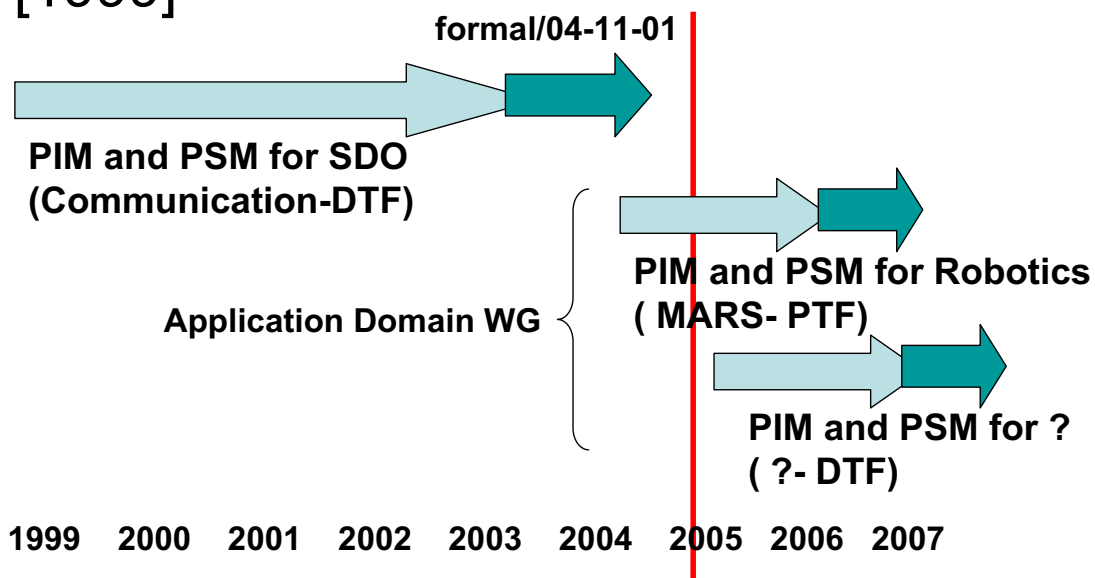 formal/04-11-01
PIM and PSM for SDO
(Communication-DTF)
PIM and PSM for Robotics
( MARS- PTF)
Application Domain WG
PIM and PSM for ?
( ?- DTF)
1999 2000 2001 2002 2003 2004 2005 2006 2007